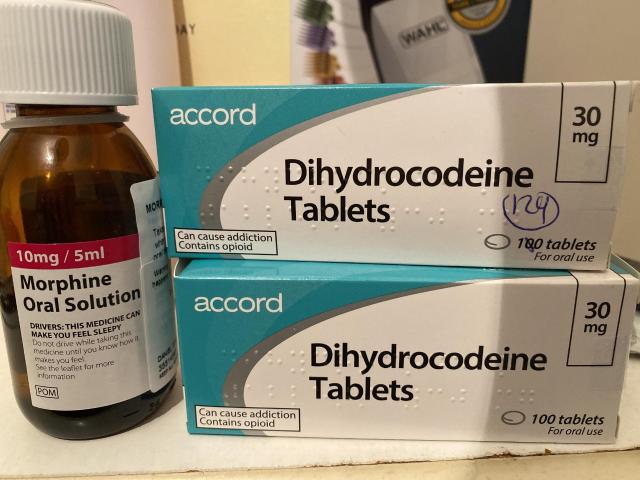 AY
WAHL
accord
30
mg
Dihydrocodeine
Tablets
124
Can cause addiction
Contains opioid
100 tablets
For oral use
accord
30
mg
Dihydrocodeine
Tablets
Can cause addiction
Contains opioid
100 tablets
For oral use
10mg / 5ml
Morphine
Oral Solution
DRIVERS: THIS MEDICINE CAN
MAKE YOU FEEL SLEEPY
Do not drive while taking this
medicine until you know how it
makes you feel.
See the leaflet for more
information
POM